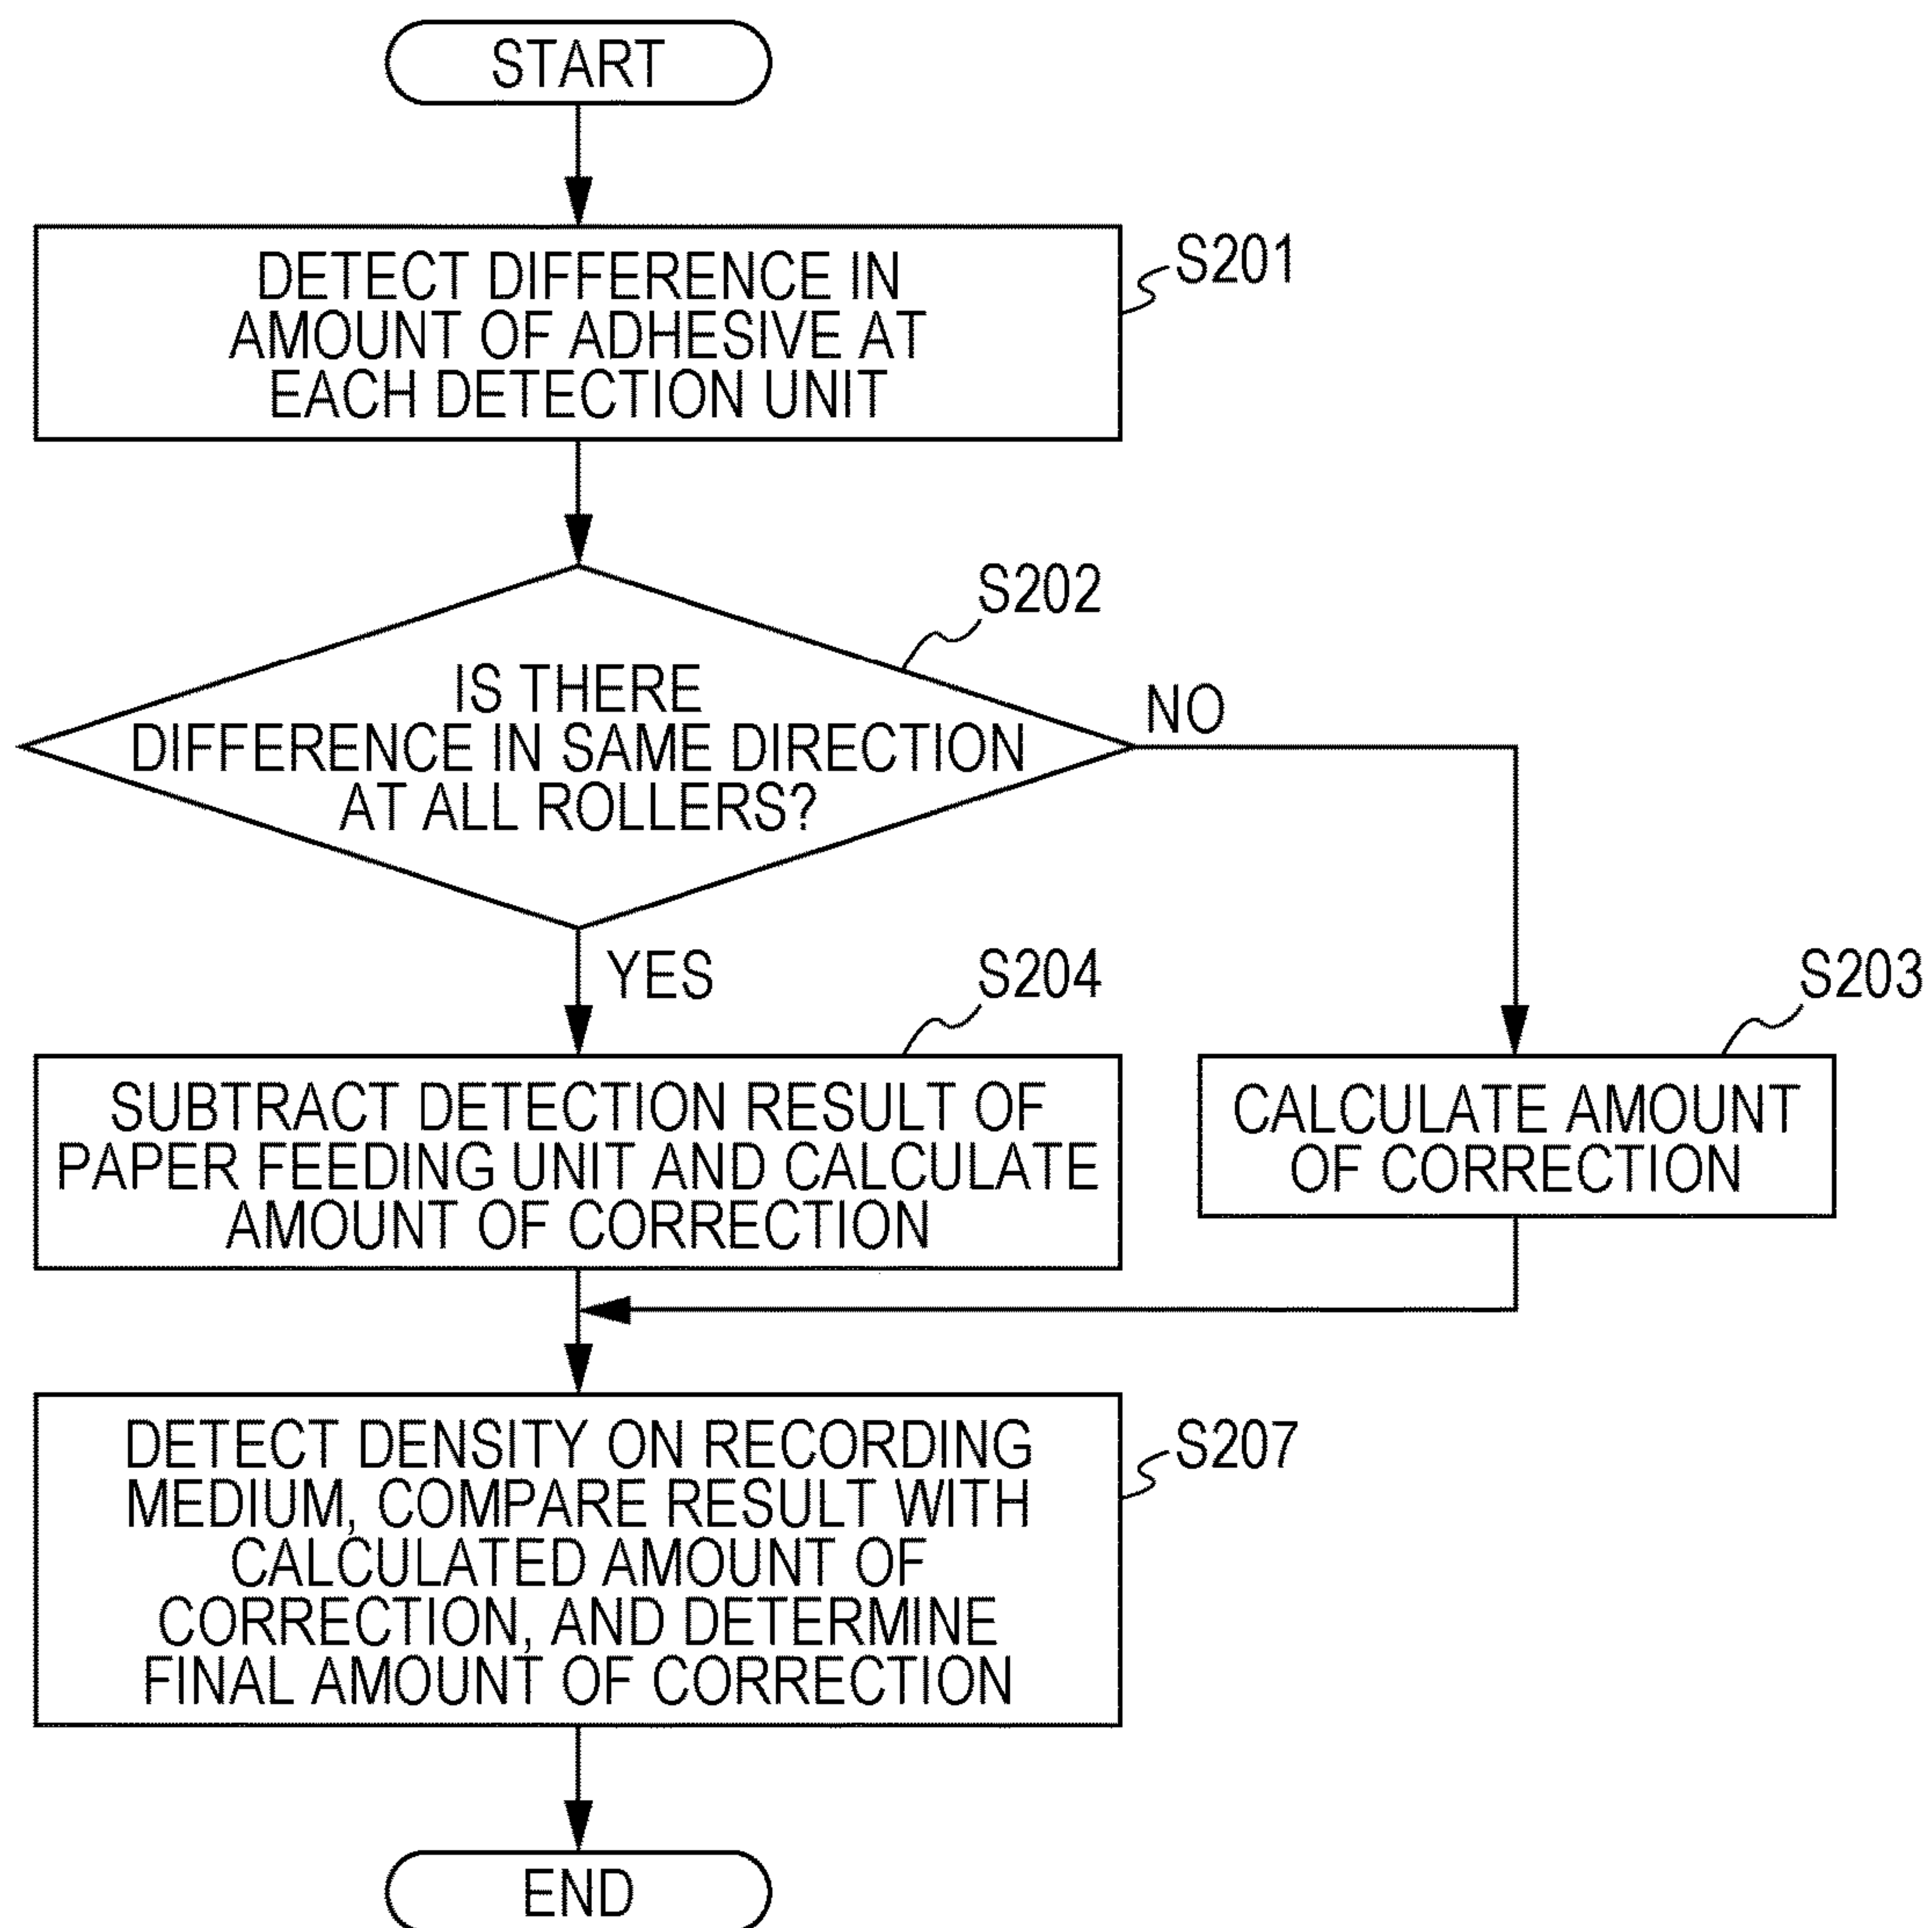 START
DETECT DIFFERENCE IN
AMOUNT OF ADHESIVE AT
EACH DETECTION UNIT
S201
S202
IS THERE
DIFFERENCE IN SAME DIRECTION
AT ALL ROLLERS?
NO
YES
S204
S203
SUBTRACT DETECTION RESULT OF
PAPER FEEDING UNIT AND CALCULATE
AMOUNT OF CORRECTION
CALCULATE AMOUNT
OF CORRECTION
DETECT DENSITY ON RECORDING
MEDIUM, COMPARE RESULT WITH
CALCULATED AMOUNT OF
CORRECTION, AND DETERMINE
FINAL AMOUNT OF CORRECTION
S207
END